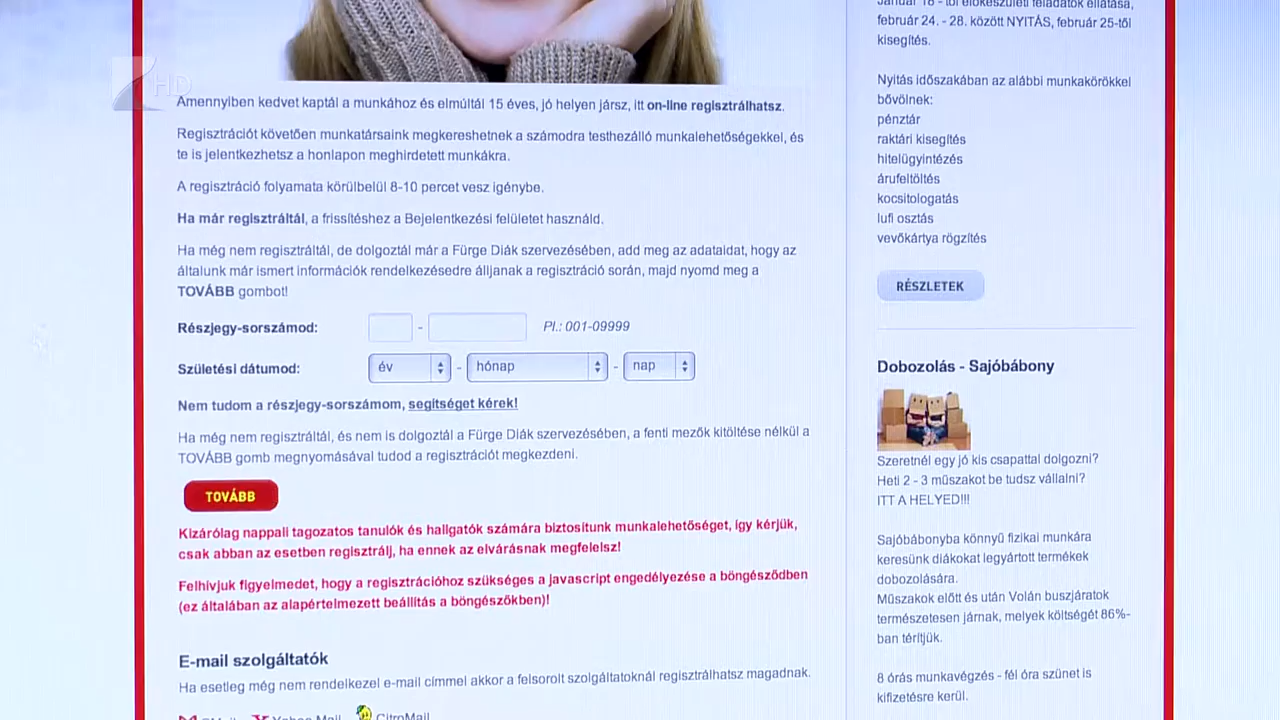 HD
Amennyiben kedvet kaptál a munkához és elmúltál 15 éves, jó helyen jársz, itt on-line regisztrálhatsz.
Regisztrációt követően munkatársaink megkereshetnek a számodra testhezálló munkalehetőségekkel, és
te is jelentkezhetsz a honlapon meghirdetett munkákra.
A regisztráció folyamata körülbelül 8-10 percet vesz igénybe.
Ha már regisztráltál, a frissítéshez a Bejelentkezési felületet használd.
Ha még nem regisztráltál, de dolgoztál már a Fürge Diák szervezésében, add meg az adataidat, hogy az
általunk már ismert információk rendelkezésedre álljanak a regisztráció során, majd nyomd meg a
TOVÁBB gombot!
Részjegy-sorszámod: - Pl.: 001-09999
Születési dátumod: év - hónap - nap
Nem tudom a részjegy-sorszámom, segítséget kérek!
Ha még nem regisztráltál, és nem is dolgoztál a Fürge Diák szervezésében, a fenti mezők kitöltése nélkül a
TOVÁBB gomb megnyomásával tudod a regisztrációt megkezdeni.
TOVÁBB
Kizárólag nappali tagozatos tanulók és hallgatók számára biztosítunk munkalehetőséget, így kérjük,
csak abban az esetben regisztrálj, ha ennek az elvárásnak megfelelsz!
Felhívjuk figyelmedet, hogy a regisztrációhoz szükséges a javascript engedélyezése a böngésződben
(ez általában az alapértelmezett beállítás a böngészőkben)!
E-mail szolgáltatók
Ha esetleg még nem rendelkezel e-mail címmel akkor a felsorolt szolgáltatóknál regisztrálhatsz magadnak.
Yahoo Mail CitroMail
Január 18 - tól előkészületi feladatok ellátása,
február 24. - 28. között NYITÁS, február 25-től
kisegítés.
Nyitás időszakában az alábbi munkakörökkel
bővölnek:
pénztár
raktári kisegítés
hitelügyintézés
árufeltöltés
kocsitologatás
lufi osztás
vevőkártya rögzítés
RÉSZLETEK
Dobozolás - Sajóbábony
Szeretnél egy jó kis csapattal dolgozni?
Heti 2 - 3 műszakot be tudsz vállalni?
ITT A HELYED!!!
Sajóbábonyba könnyű fizikai munkára
keresünk diákokat legyártott termékek
dobozolására.
Műszakok előtt és után Volán buszjáratok
természetesen járnak, melyek költségét 86%-
ban térítjük.
8 órás munkavégzés - fél óra szünet is
kifizetésre kerül.